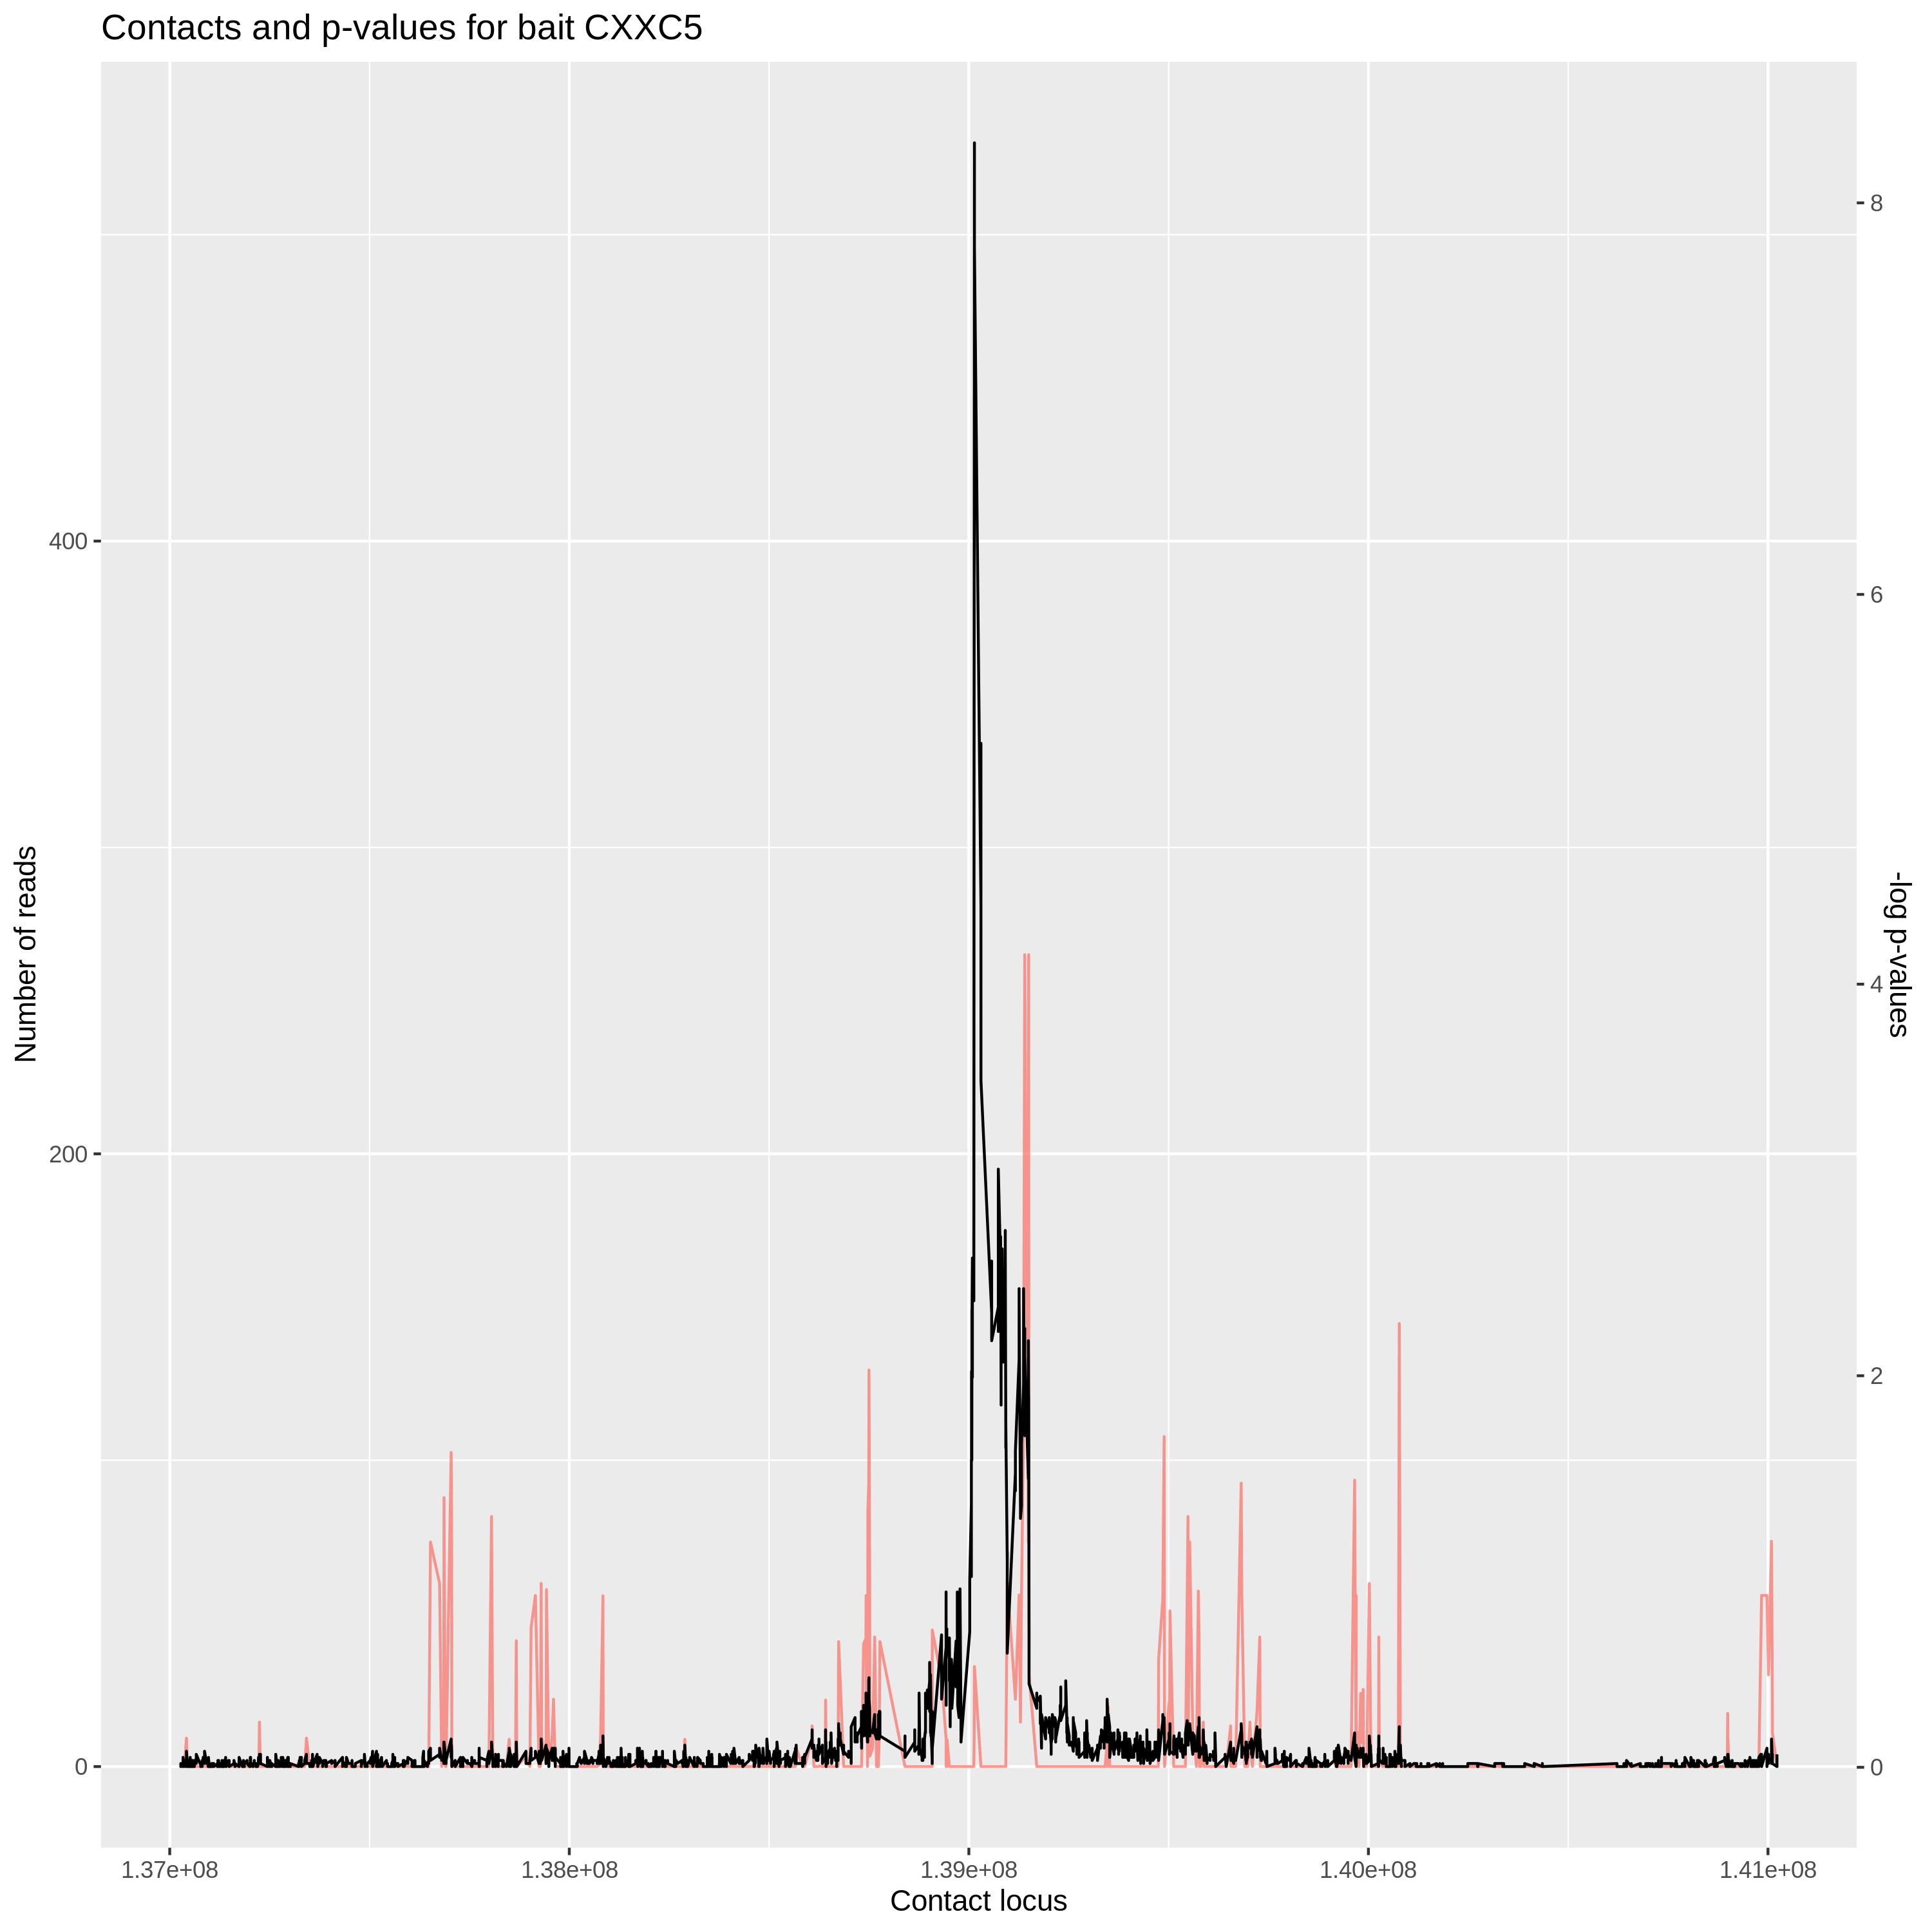 Contacts and p-values for bait CXXC5
Number of reads
400
200
0
8
6
4
2
0
-log p-values
1.37e+08 1.38e+08 1.39e+08 1.40e+08 1.41e+08
Contact locus